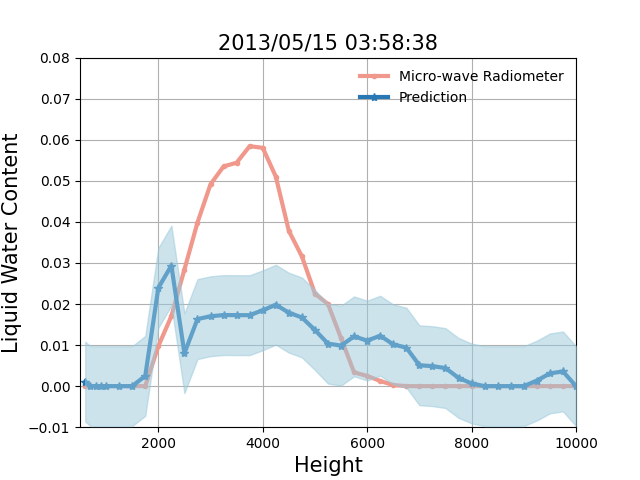 2013/05/15 03:58:38
Micro-wave Radiometer
Prediction
Liquid Water Content
0.08
0.07
0.06
0.05
0.04
0.03
0.02
0.01
0.00
−0.01
2000 4000 6000 8000 10000
Height